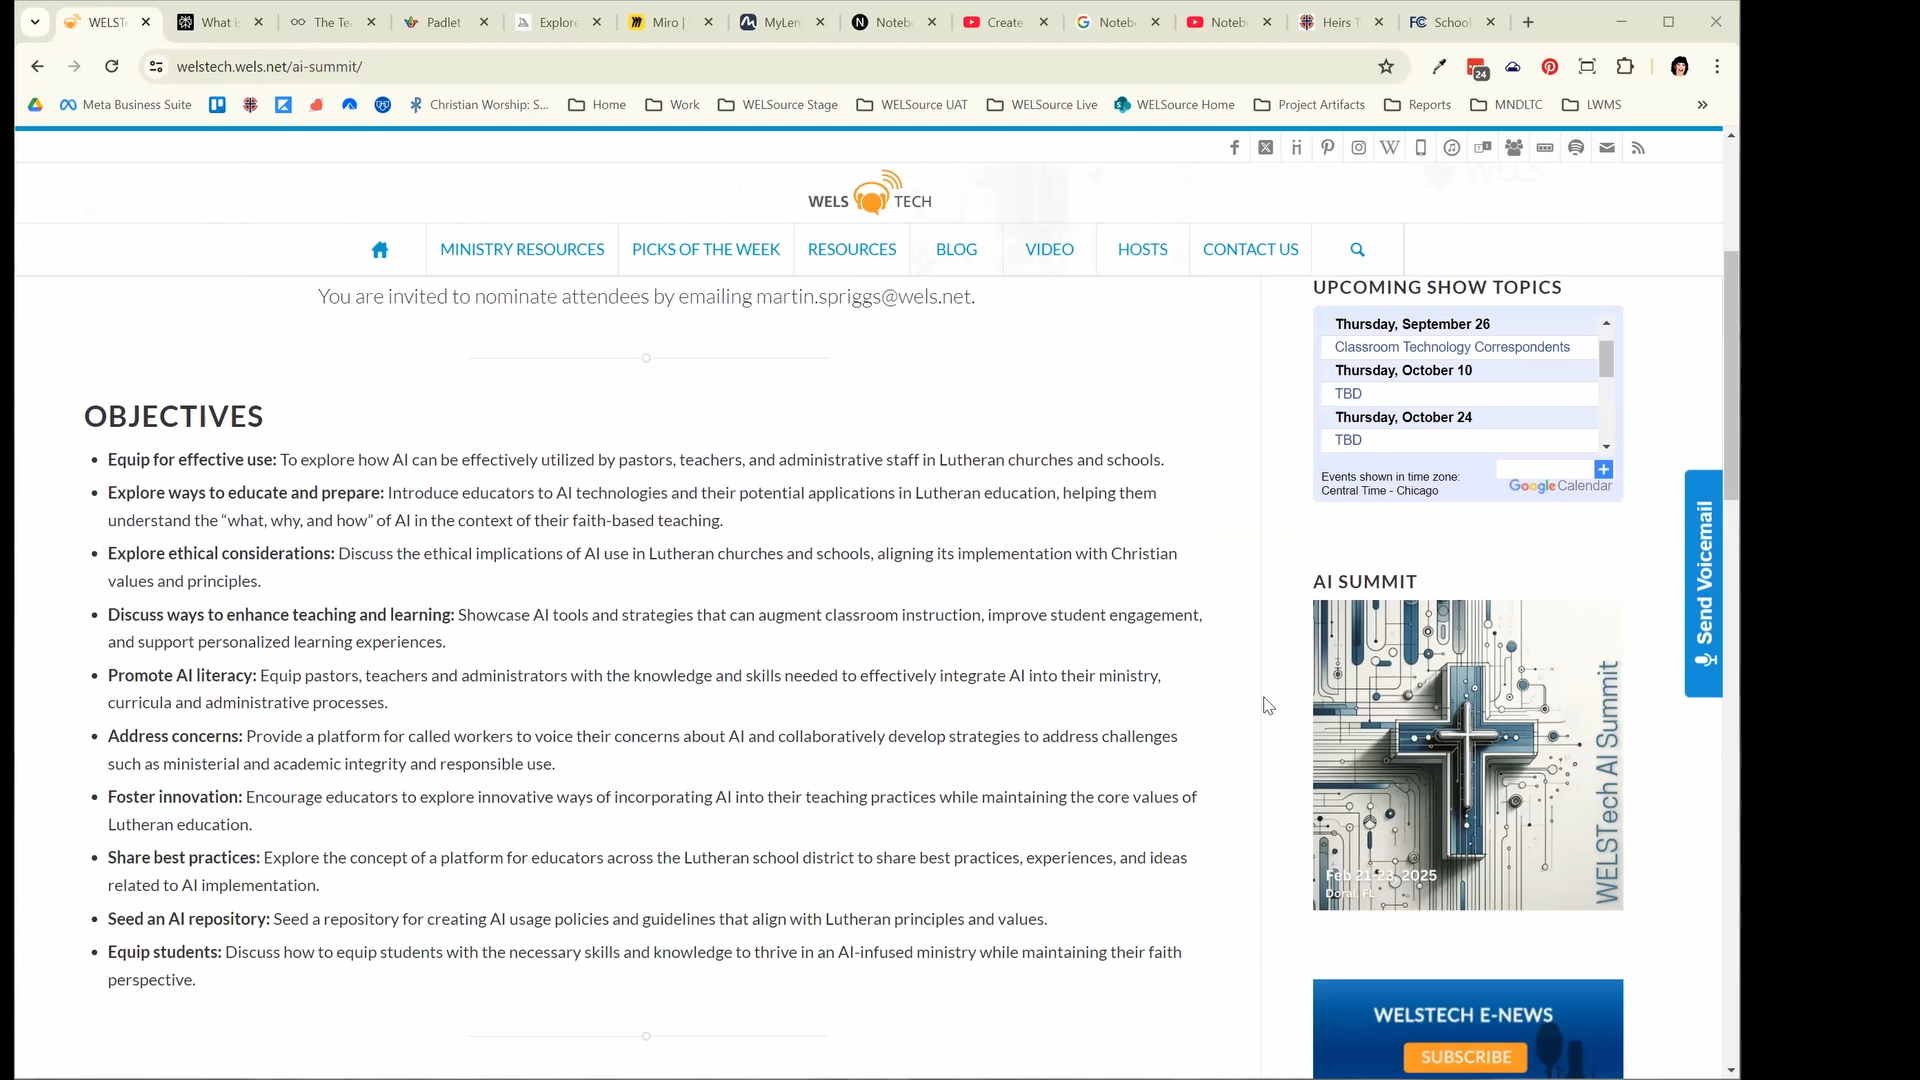 WELST
What is
The Te
Padlet
Explore
Miro |
MyLen
Noteb
Create
Noteb
Noteb
Heirs T
School
welstech.wels.net/ai-summit/
24
Meta Business Suite
Christian Worship: S...
Home
Work
WELSource Stage
WELSource UAT
WELSource Live
WELSource Home
Project Artifacts
Reports
MNDLTC
LWMS
WELS TECH
MINISTRY RESOURCES
PICKS OF THE WEEK
RESOURCES
BLOG
VIDEO
HOSTS
CONTACT US
You are invited to nominate attendees by emailing martin.spriggs@wels.net.
OBJECTIVES
• Equip for effective use: To explore how AI can be effectively utilized by pastors, teachers, and administrative staff in Lutheran churches and schools.
• Explore ways to educate and prepare: Introduce educators to AI technologies and their potential applications in Lutheran education, helping them
understand the “what, why, and how” of AI in the context of their faith-based teaching.
• Explore ethical considerations: Discuss the ethical implications of AI use in Lutheran churches and schools, aligning its implementation with Christian
values and principles.
• Discuss ways to enhance teaching and learning: Showcase AI tools and strategies that can augment classroom instruction, improve student engagement,
and support personalized learning experiences.
• Promote AI literacy: Equip pastors, teachers and administrators with the knowledge and skills needed to effectively integrate AI into their ministry,
curricula and administrative processes.
• Address concerns: Provide a platform for called workers to voice their concerns about AI and collaboratively develop strategies to address challenges
such as ministerial and academic integrity and responsible use.
• Foster innovation: Encourage educators to explore innovative ways of incorporating AI into their teaching practices while maintaining the core values of
Lutheran education.
• Share best practices: Explore the concept of a platform for educators across the Lutheran school district to share best practices, experiences, and ideas
related to AI implementation.
• Seed an AI repository: Seed a repository for creating AI usage policies and guidelines that align with Lutheran principles and values.
• Equip students: Discuss how to equip students with the necessary skills and knowledge to thrive in an AI-infused ministry while maintaining their faith
perspective.
UPCOMING SHOW TOPICS
Thursday, September 26
Classroom Technology Correspondents
Thursday, October 10
TBD
Thursday, October 24
TBD
Events shown in time zone:
Central Time - Chicago
Google Calendar
AI SUMMIT
WELSTech AI Summit
Feb 21-23, 2025
Doral, FL
WELSTECH E-NEWS
SUBSCRIBE
Send Voicemail